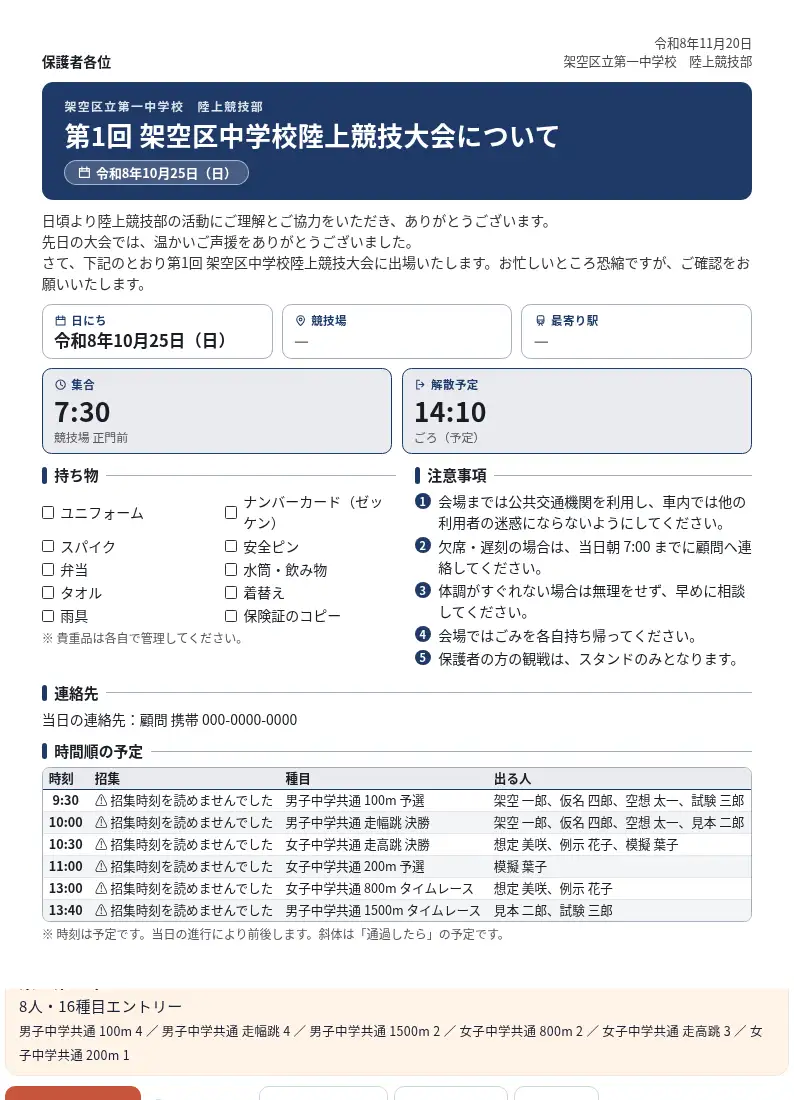 令和8年11月20日
保護者各位
架空区立第一中学校　陸上競技部
架空区立第一中学校　陸上競技部
第1回 架空区中学校陸上競技大会について
令和8年10月25日（日）
日頃より陸上競技部の活動にご理解とご協力をいただき、ありがとうございます。
先日の大会では、温かいご声援をありがとうございました。
さて、下記のとおり第1回 架空区中学校陸上競技大会に出場いたします。お忙しいところ恐縮ですが、ご確認をお
願いいたします。
日にち
令和8年10月25日（日）
競技場
—
最寄り駅
—
集合
7:30
競技場 正門前
解散予定
14:10
ごろ（予定）
持ち物
ユニフォーム
ナンバーカード（ゼッ
ケン）
スパイク
安全ピン
弁当
水筒・飲み物
タオル
着替え
雨具
保険証のコピー
※ 貴重品は各自で管理してください。
注意事項
1 会場までは公共交通機関を利用し、車内では他の
利用者の迷惑にならないようにしてください。
2 欠席・遅刻の場合は、当日朝 7:00 までに顧問へ連
絡してください。
3 体調がすぐれない場合は無理をせず、早めに相談
してください。
4 会場ではごみを各自持ち帰ってください。
5 保護者の方の観戦は、スタンドのみとなります。
連絡先
当日の連絡先：顧問 携帯 000-0000-0000
時間順の予定
時刻 招集 種目 出る人
9:30 ⚠ 招集時刻を読めませんでした 男子中学共通 100m 予選 架空 一郎、仮名 四郎、空想 太一、試験 三郎
10:00 ⚠ 招集時刻を読めませんでした 男子中学共通 走幅跳 決勝 架空 一郎、仮名 四郎、空想 太一、見本 二郎
10:30 ⚠ 招集時刻を読めませんでした 女子中学共通 走高跳 決勝 想定 美咲、例示 花子、模擬 葉子
11:00 ⚠ 招集時刻を読めませんでした 女子中学共通 200m 予選 模擬 葉子
13:00 ⚠ 招集時刻を読めませんでした 女子中学共通 800m タイムレース 想定 美咲、例示 花子
13:40 ⚠ 招集時刻を読めませんでした 男子中学共通 1500m タイムレース 見本 二郎、試験 三郎
※ 時刻は予定です。当日の進行により前後します。斜体は「通過したら」の予定です。
8人・16種目エントリー
男子中学共通 100m 4 ／ 男子中学共通 走幅跳 4 ／ 男子中学共通 1500m 2 ／ 女子中学共通 800m 2 ／ 女子中学共通 走高跳 3 ／ 女
子中学共通 200m 1